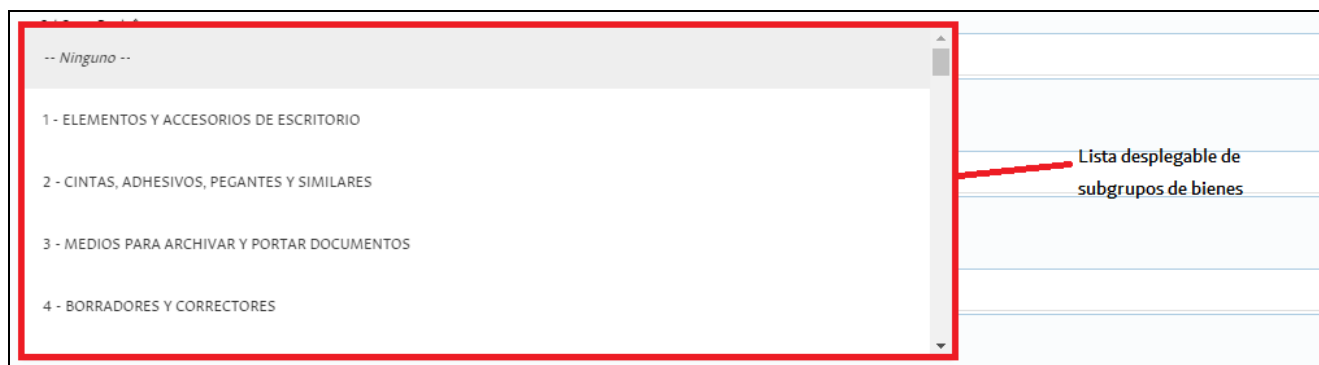 -- Ninguno --
1 - ELEMENTOS Y ACCESORIOS DE ESCRITORIO
2 - CINTAS, ADHESIVOS, PEGANTES Y SIMILARES
Lista desplegable de
subgrupos de bienes
3 - MEDIOS PARA ARCHIVAR Y PORTAR DOCUMENTOS
4 - BORRADORES Y CORRECTORES